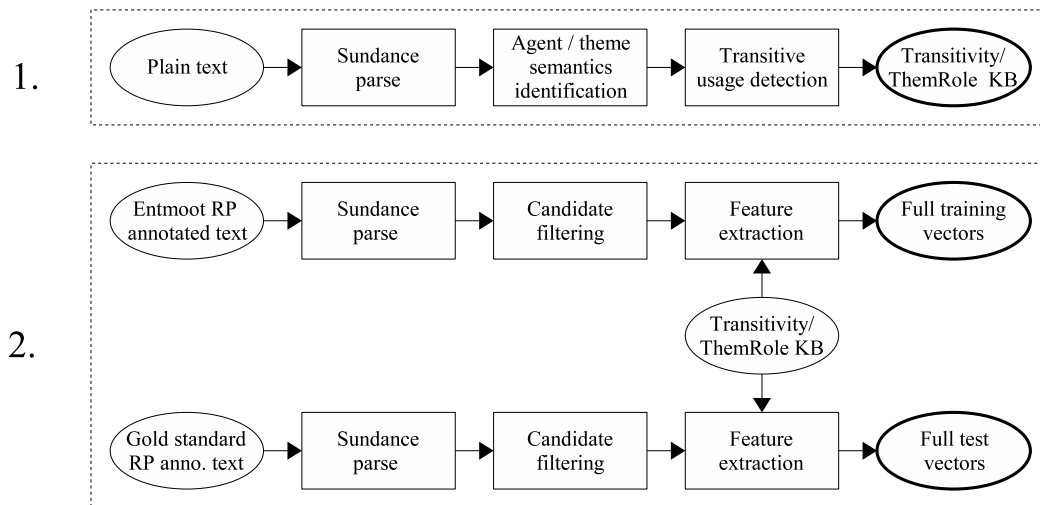 1.
Plain text
Sundance
parse
Agent / theme
semantics
identification
Transitive
usage detection
Transitivity/
ThemRole KB
2.
Entmoot RP
annotated text
Sundance
parse
Candidate
filtering
Feature
extraction
Full training
vectors
Transitivity/
ThemRole KB
Gold standard
RP anno. text
Sundance
parse
Candidate
filtering
Feature
extraction
Full test
vectors